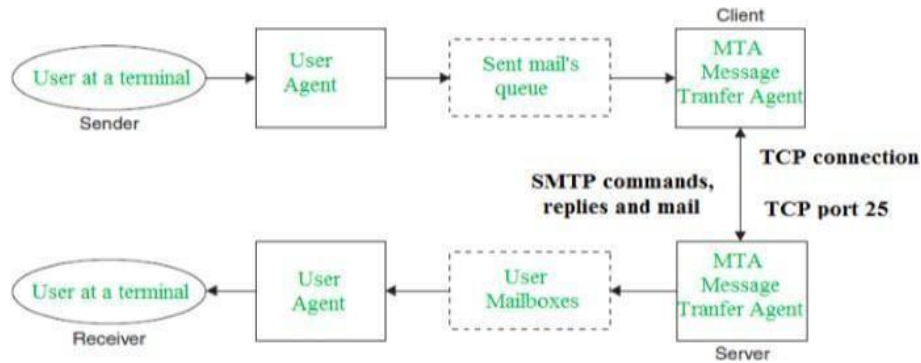 Client
User at a terminal
User
Agent
Sent mail's
queue
MTA
Message
Tranfer Agent
Sender
TCP connection
SMTP commands,
replies and mail
TCP port 25
User at a terminal
User
Agent
User
Mailboxes
MTA
Message
Tranfer Agent
Receiver
Server